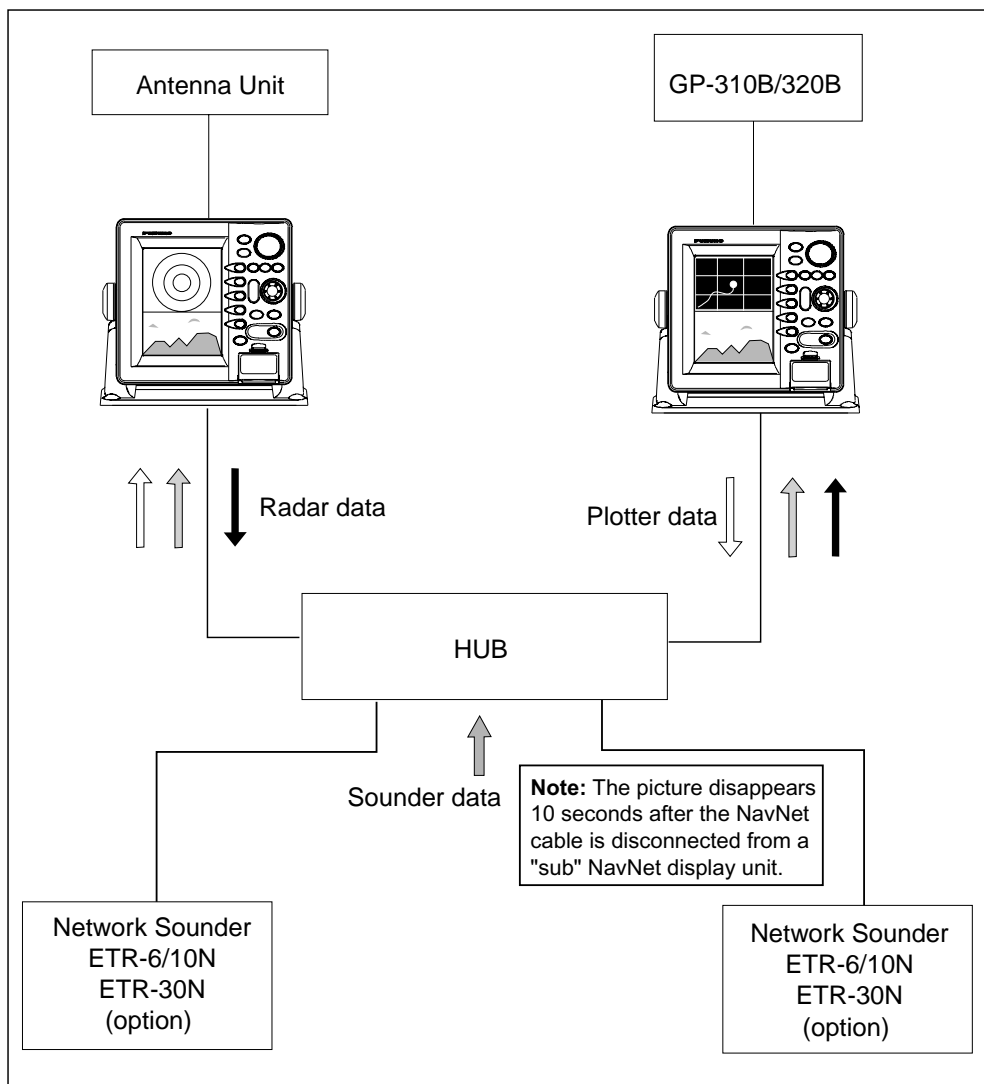 Antenna Unit
GP-310B/320B
FURUNO
FURUNO
Radar data
Plotter data
HUB
Sounder data
Note: The picture disappears
10 seconds after the NavNet
cable is disconnected from a
"sub" NavNet display unit.
Network Sounder
ETR-6/10N
ETR-30N
(option)
Network Sounder
ETR-6/10N
ETR-30N
(option)